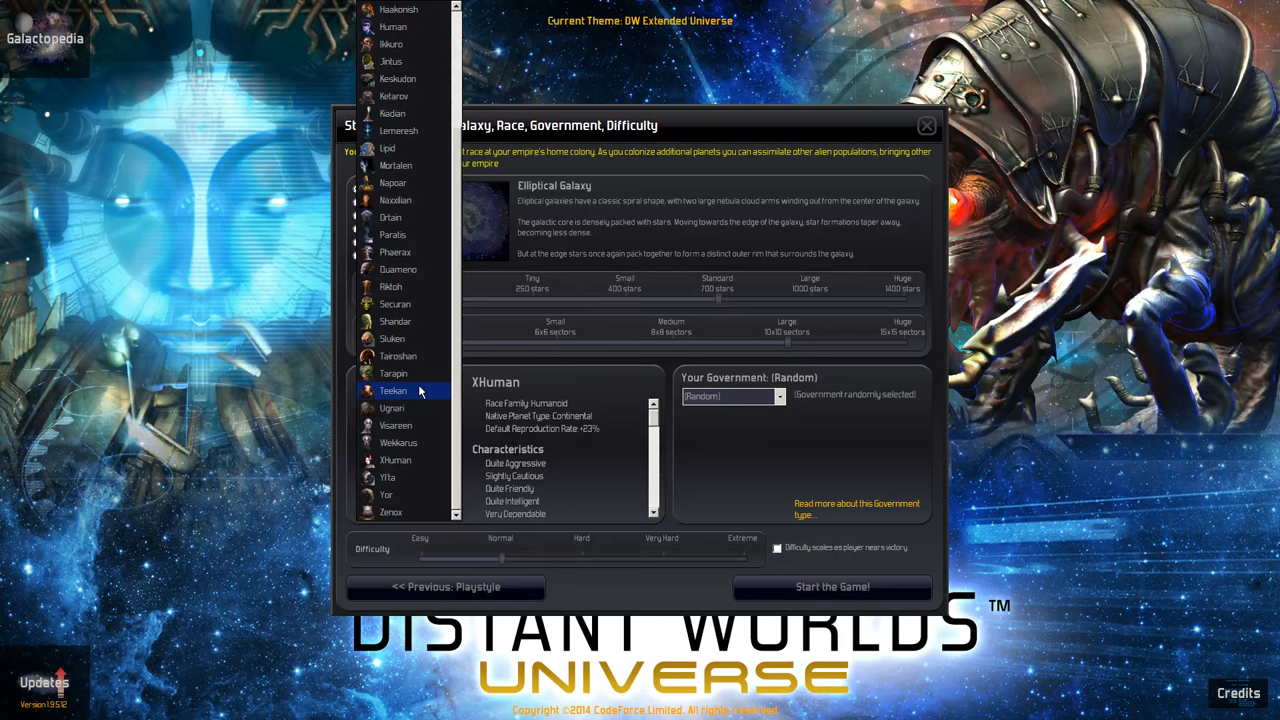 Galactopedia
Current Theme: DW Extended Universe
Haakonish
Human
Ikkuro
Jintus
Keskudon
Ketarov
Kiadian
Lemeresh
Lipid
Mortalen
Napoar
Naxxilian
Ortain
Paratis
Phaerax
Quameno
Riktoh
Securan
Shandar
Sluken
Tairoshan
Tarapin
Teekan
Ugnari
Visareen
Wekkarus
XHuman
Y'lta
Yor
Zenox
St
alaxy, Race, Government, Difficulty
You
t race at your empire's home colony. As you colonize additional planets you can assimilate other alien populations, bringing other
ur empire
Elliptical Galaxy
Elliptical galaxies have a classic spiral shape, with two large nebula cloud arms winding out from the center of the galaxy.
The galactic core is densely packed with stars. Moving towards the edge of the galaxy, star formations taper away,
becoming less dense.
But at the edge stars once again pack together to form a distinct outer rim that surrounds the galaxy.
Tiny Small Standard Large Huge
250 stars 400 stars 700 stars 1000 stars 1400 stars
Small Medium Large Huge
6x6 sectors 8x8 sectors 10x10 sectors 15x15 sectors
XHuman
Race Family: Humanoid
Native Planet Type: Continental
Default Reproduction Rate: +23%
Characteristics
Quite Aggressive
Slightly Cautious
Quite Friendly
Quite Intelligent
Very Dependable
Your Government: (Random)
(Random)
(Government randomly selected)
Read more about this Government
type...
Easy Normal Hard Very Hard Extreme
Difficulty
Difficulty scales as player nears victory
<< Previous: Playstyle
Start the Game!
DISTANT WORLDS ™
UNIVERSE
Updates
Version 1.9.5.12
Credits
Copyright ©2014 CodeForce Limited. All rights reserved.